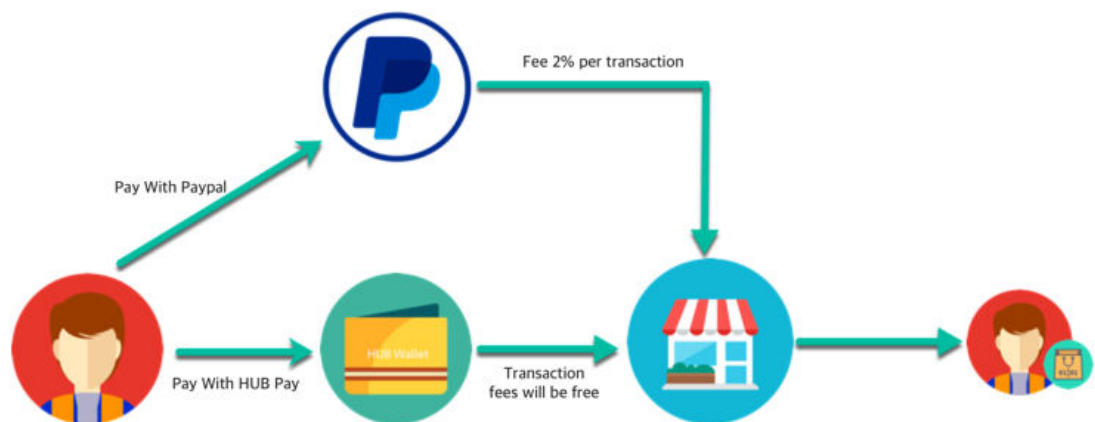 Fee 2% per transaction
Pay With Paypal
HUB Wallet
Pay With HUB Pay
Transaction
fees will be free